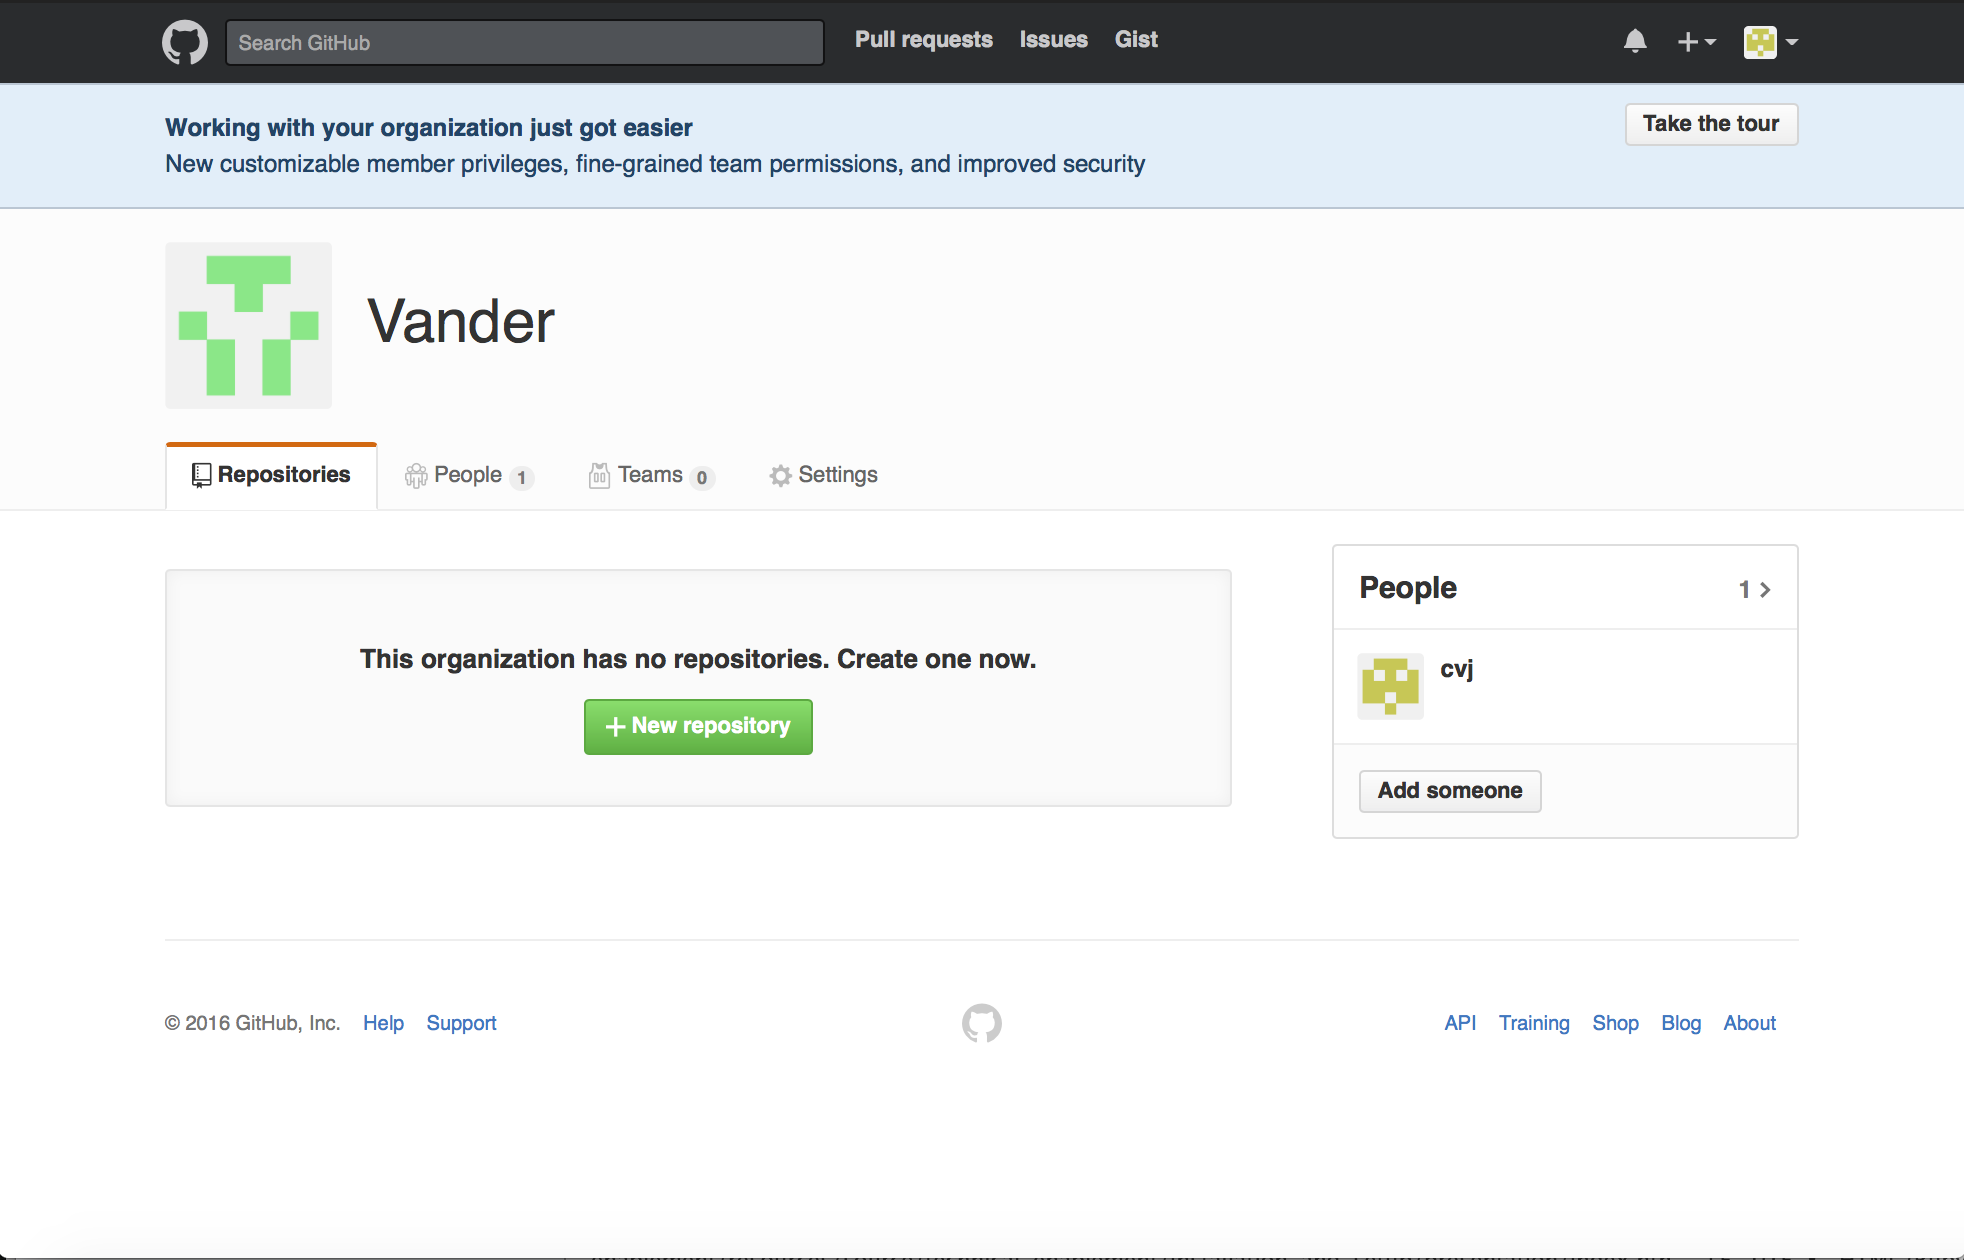 Search GitHub
Pull requests Issues Gist
Working with your organization just got easier
Take the tour
New customizable member privileges, fine-grained team permissions, and improved security
Vander
Repositories People 1 Teams 0 Settings
This organization has no repositories. Create one now.
New repository
People 1
cvj
Add someone
© 2016 GitHub, Inc. Help Support
API Training Shop Blog About